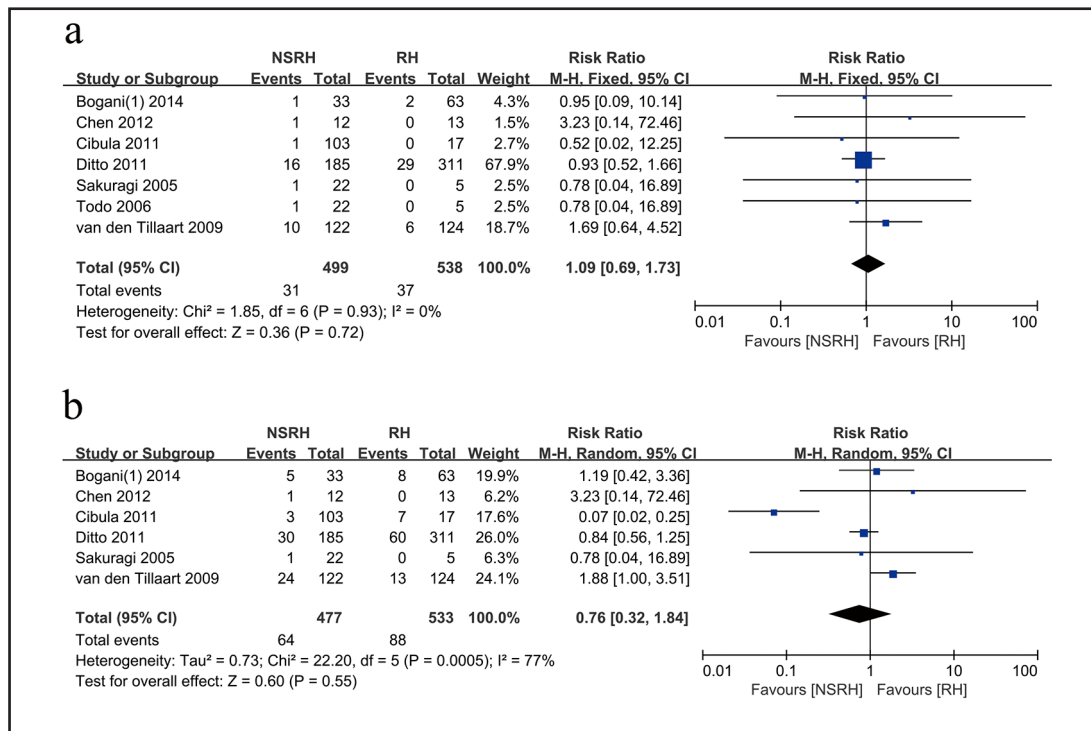 a
NSRH RH Risk Ratio Risk Ratio
Study or Subgroup Events Total Events Total Weight M-H, Fixed, 95% CI M-H, Fixed, 95% CI
Bogani(1) 2014 1 33 2 63 4.3% 0.95 [0.09, 10.14]
Chen 2012 1 12 0 13 1.5% 3.23 [0.14, 72.46]
Cibula 2011 1 103 0 17 2.7% 0.52 [0.02, 12.25]
Ditto 2011 16 185 29 311 67.9% 0.93 [0.52, 1.66]
Sakuragi 2005 1 22 0 5 2.5% 0.78 [0.04, 16.89]
Todo 2006 1 22 0 5 2.5% 0.78 [0.04, 16.89]
van den Tillaart 2009 10 122 6 124 18.7% 1.69 [0.64, 4.52]
Total (95% CI) 499 538 100.0% 1.09 [0.69, 1.73]
Total events 31 37
Heterogeneity: Chi² = 1.85, df = 6 (P = 0.93); I² = 0%
Test for overall effect: Z = 0.36 (P = 0.72)
0.01 0.1 1 10 100
Favours [NSRH] Favours [RH]
b
NSRH RH Risk Ratio Risk Ratio
Study or Subgroup Events Total Events Total Weight M-H, Random, 95% CI M-H, Random, 95% CI
Bogani(1) 2014 5 33 8 63 19.9% 1.19 [0.42, 3.36]
Chen 2012 1 12 0 13 6.2% 3.23 [0.14, 72.46]
Cibula 2011 3 103 7 17 17.6% 0.07 [0.02, 0.25]
Ditto 2011 30 185 60 311 26.0% 0.84 [0.56, 1.25]
Sakuragi 2005 1 22 0 5 6.3% 0.78 [0.04, 16.89]
van den Tillaart 2009 24 122 13 124 24.1% 1.88 [1.00, 3.51]
Total (95% CI) 477 533 100.0% 0.76 [0.32, 1.84]
Total events 64 88
Heterogeneity: Tau² = 0.73; Chi² = 22.20, df = 5 (P = 0.0005); I² = 77%
Test for overall effect: Z = 0.60 (P = 0.55)
0.01 0.1 1 10 100
Favours [NSRH] Favours [RH]